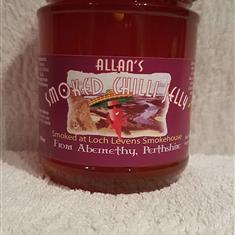 ALLAN'S
SMOKED CHILLI JELLY
Smoked at Loch Levens Smokehouse
From Abernethy, Perthshire